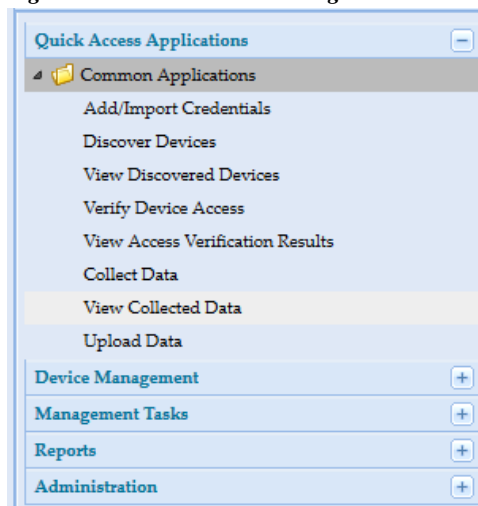 Quick Access Applications
Common Applications
Add/Import Credentials
Discover Devices
View Discovered Devices
Verify Device Access
View Access Verification Results
Collect Data
View Collected Data
Upload Data
Device Management
Management Tasks
Reports
Administration